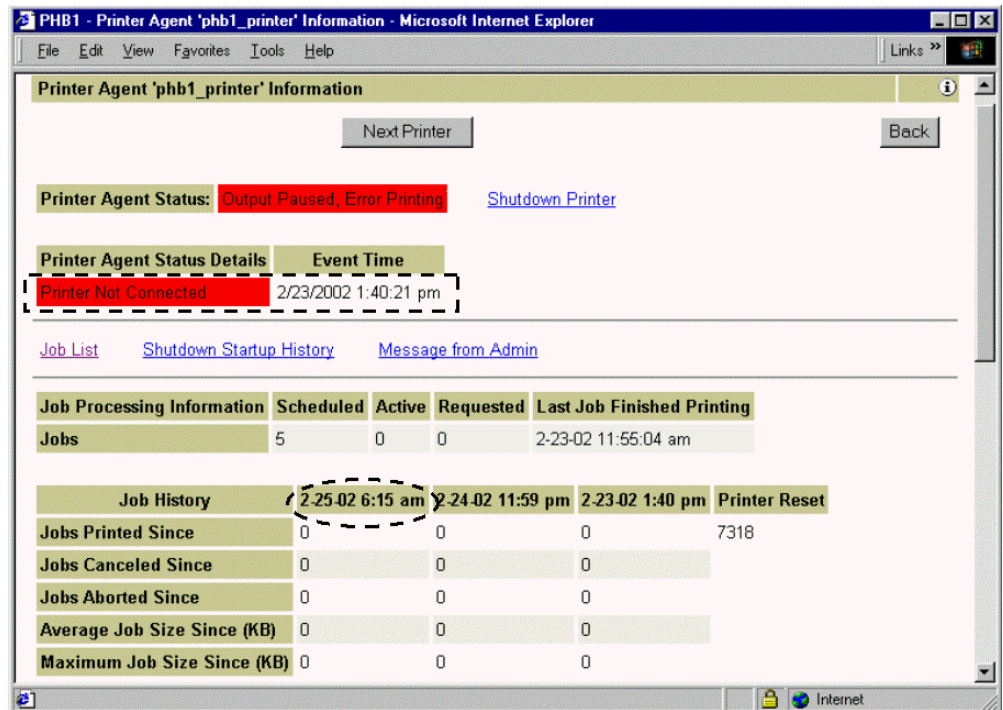 PHB1 - Printer Agent 'phb1_printer' Information - Microsoft Internet Explorer
File Edit View Favorites Tools Help Links »
Printer Agent 'phb1_printer' Information
Next Printer Back
Printer Agent Status: Output Paused, Error Printing Shutdown Printer
Printer Agent Status Details Event Time
Printer Not Connected 2/23/2002 1:40:21 pm
Job List Shutdown Startup History Message from Admin
Job Processing Information Scheduled Active Requested Last Job Finished Printing
Jobs 5 0 0 2-23-02 11:55:04 am
Job History 2-25-02 6:15 am 2-24-02 11:59 pm 2-23-02 1:40 pm Printer Reset
Jobs Printed Since 0 0 0 7318
Jobs Canceled Since 0 0 0
Jobs Aborted Since 0 0 0
Average Job Size Since (KB) 0 0 0
Maximum Job Size Since (KB) 0 0 0
Internet